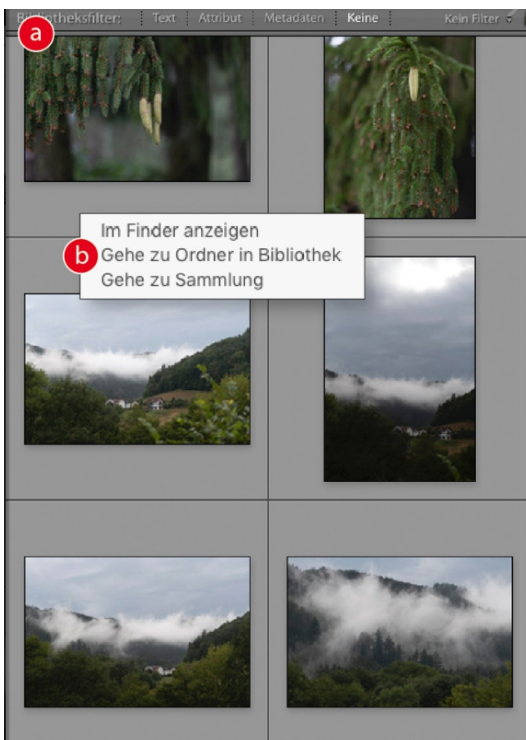 Bibliotheksfilter: Text Attribut Metadaten Keine Kein Filter
a
Im Finder anzeigen
b Gehe zu Ordner in Bibliothek
Gehe zu Sammlung